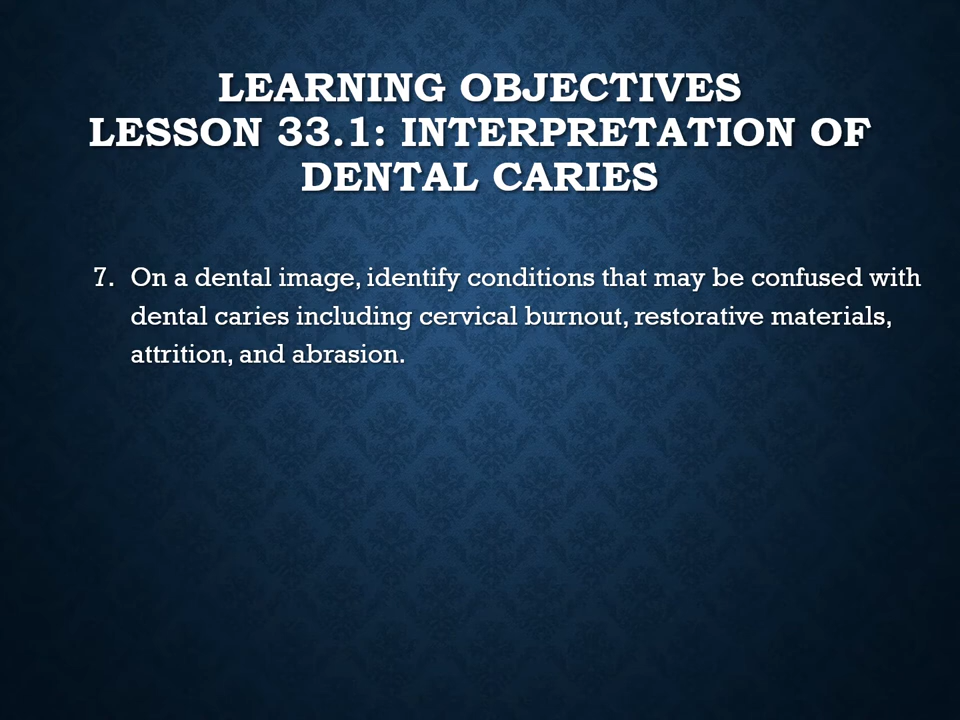 LEARNING OBJECTIVES
LESSON 33.1: INTERPRETATION OF
DENTAL CARIES
7. On a dental image, identify conditions that may be confused with
dental caries including cervical burnout, restorative materials,
attrition, and abrasion.